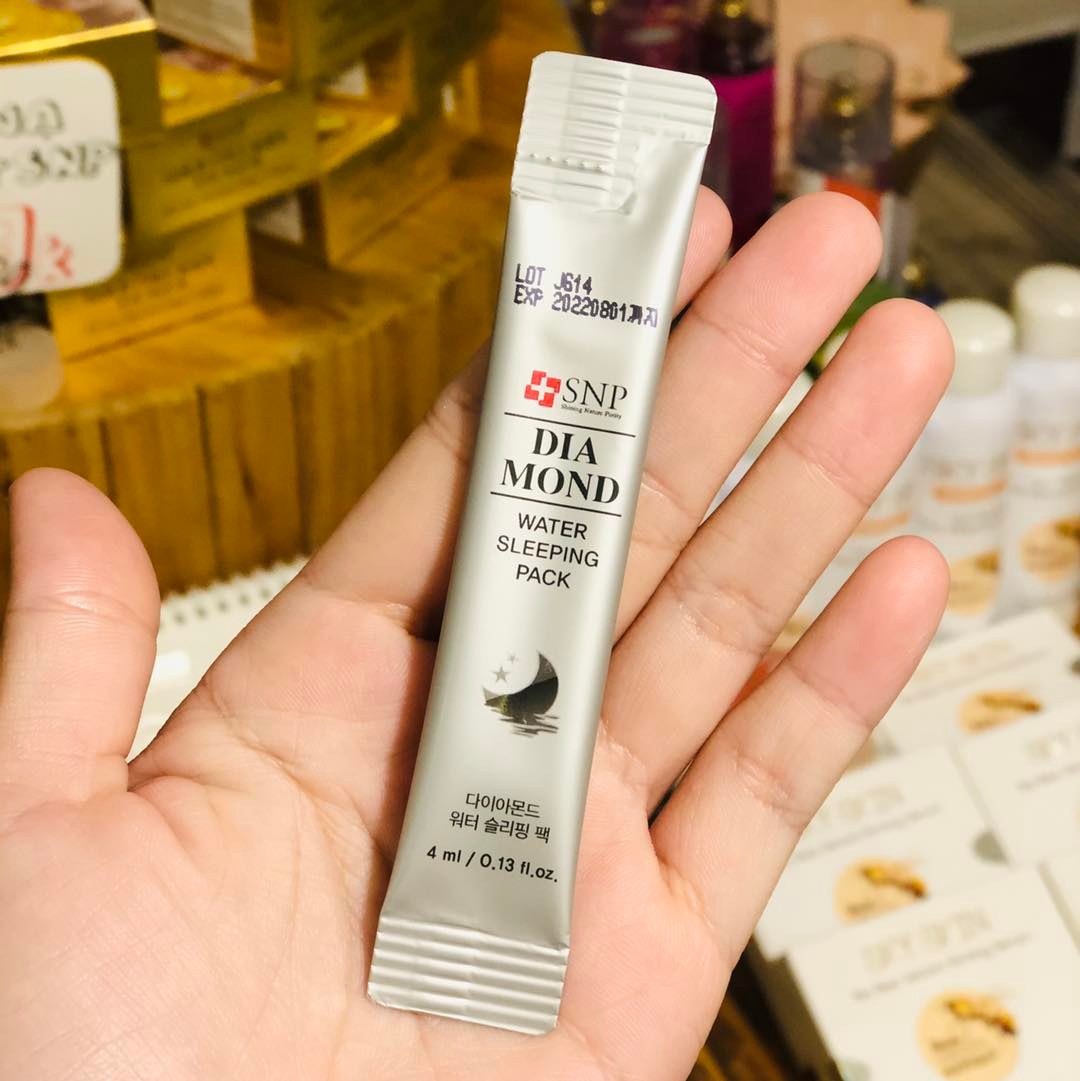 LOT J614
EXP 20220801까지
SNP
Shining Nature Purity
DIA
MOND
WATER
SLEEPING
PACK
다이아몬드
워터 슬리핑 팩
4 ml / 0.13 fl.oz.